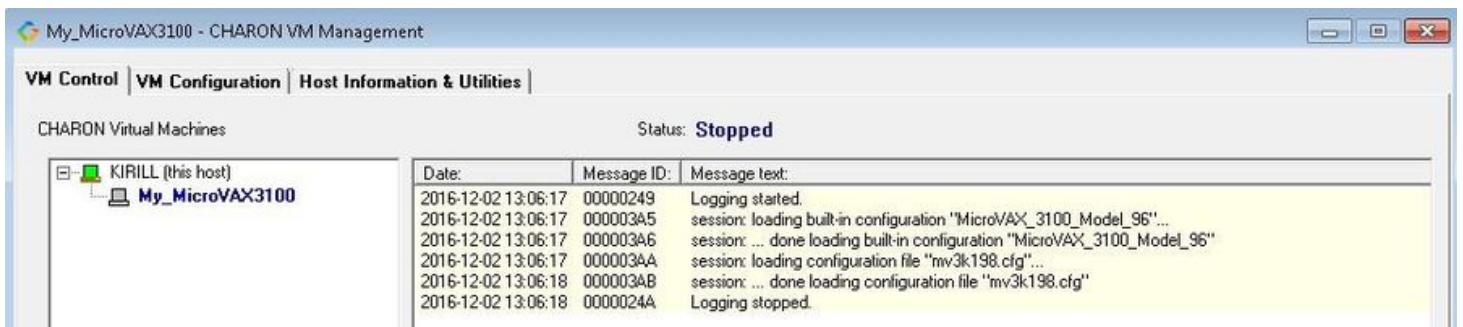 My_MicroVAX3100 - CHARON VM Management
VM Control VM Configuration Host Information & Utilities
CHARON Virtual Machines Status: Stopped
KIRILL (this host)
My_MicroVAX3100
Date: Message ID: Message text:
2016-12-02 13:06:17 00000249 Logging started.
2016-12-02 13:06:17 000003A5 session: loading built-in configuration "MicroVAX_3100_Model_96"...
2016-12-02 13:06:17 000003A6 session: ... done loading built-in configuration "MicroVAX_3100_Model_96"
2016-12-02 13:06:17 000003AA session: loading configuration file "mv3k198.cfg"...
2016-12-02 13:06:18 000003AB session: ... done loading configuration file "mv3k198.cfg"
2016-12-02 13:06:18 0000024A Logging stopped.